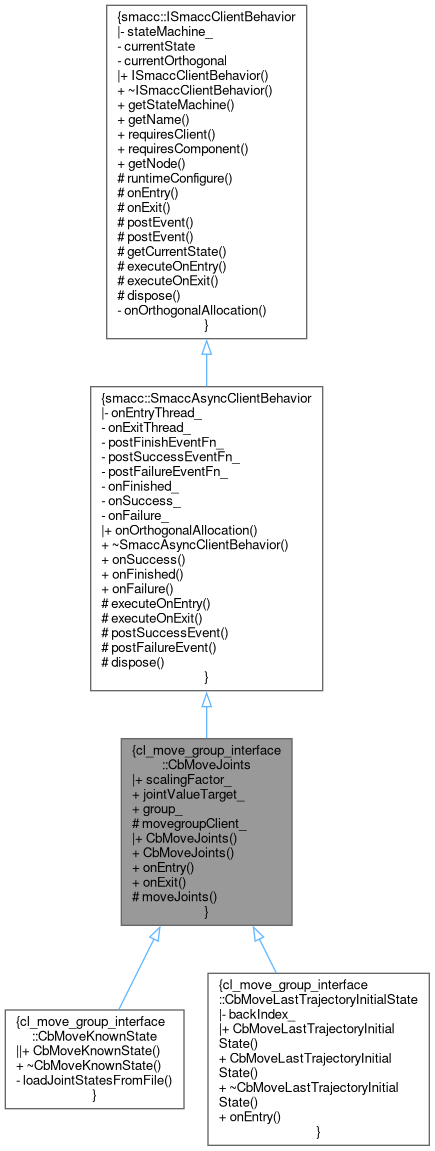 {smacc::ISmaccClientBehavior
|- stateMachine_
- currentState
- currentOrthogonal
|+ ISmaccClientBehavior()
+ ~ISmaccClientBehavior()
+ getStateMachine()
+ getName()
+ requiresClient()
+ requiresComponent()
+ getNode()
# runtimeConfigure()
# onEntry()
# onExit()
# postEvent()
# postEvent()
# getCurrentState()
# executeOnEntry()
# executeOnExit()
# dispose()
- onOrthogonalAllocation()
}
{smacc::SmaccAsyncClientBehavior
|- onEntryThread_
- onExitThread_
- postFinishEventFn_
- postSuccessEventFn_
- postFailureEventFn_
- onFinished_
- onSuccess_
- onFailure_
|+ onOrthogonalAllocation()
+ ~SmaccAsyncClientBehavior()
+ onSuccess()
+ onFinished()
+ onFailure()
# executeOnEntry()
# executeOnExit()
# postSuccessEvent()
# postFailureEvent()
# dispose()
}
{cl_move_group_interface
::CbMoveJoints
|+ scalingFactor_
+ jointValueTarget_
+ group_
# movegroupClient_
|+ CbMoveJoints()
+ CbMoveJoints()
+ onEntry()
+ onExit()
# moveJoints()
}
{cl_move_group_interface
::CbMoveKnownState
||+ CbMoveKnownState()
+ ~CbMoveKnownState()
- loadJointStatesFromFile()
}
{cl_move_group_interface
::CbMoveLastTrajectoryInitialState
|- backIndex_
|+ CbMoveLastTrajectoryInitial
State()
+ CbMoveLastTrajectoryInitial
State()
+ ~CbMoveLastTrajectoryInitial
State()
+ onEntry()
}